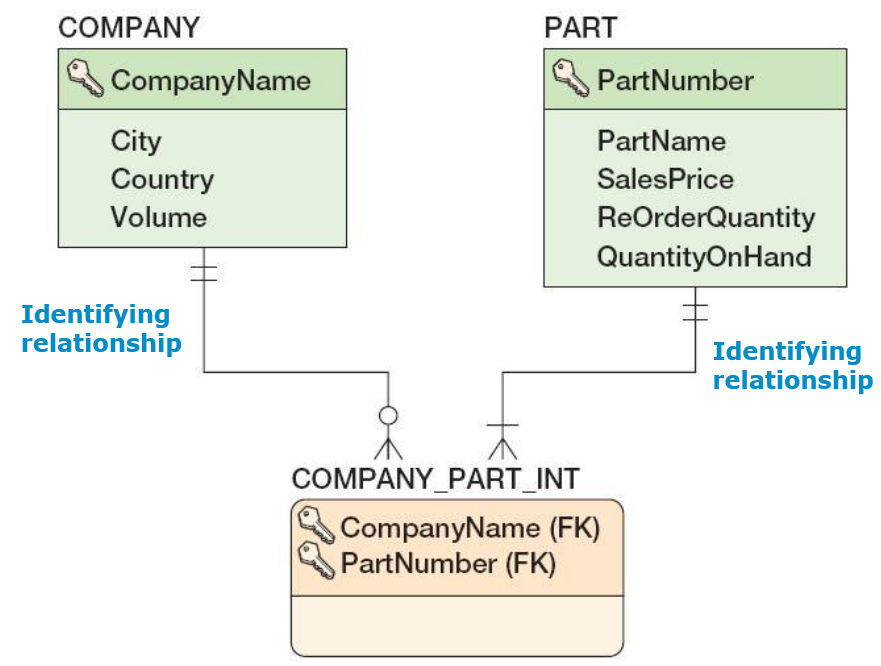 COMPANY
CompanyName
City
Country
Volume
PART
PartNumber
PartName
SalesPrice
ReOrderQuantity
QuantityOnHand
Identifying
relationship
Identifying
relationship
COMPANY_PART_INT
CompanyName (FK)
PartNumber (FK)